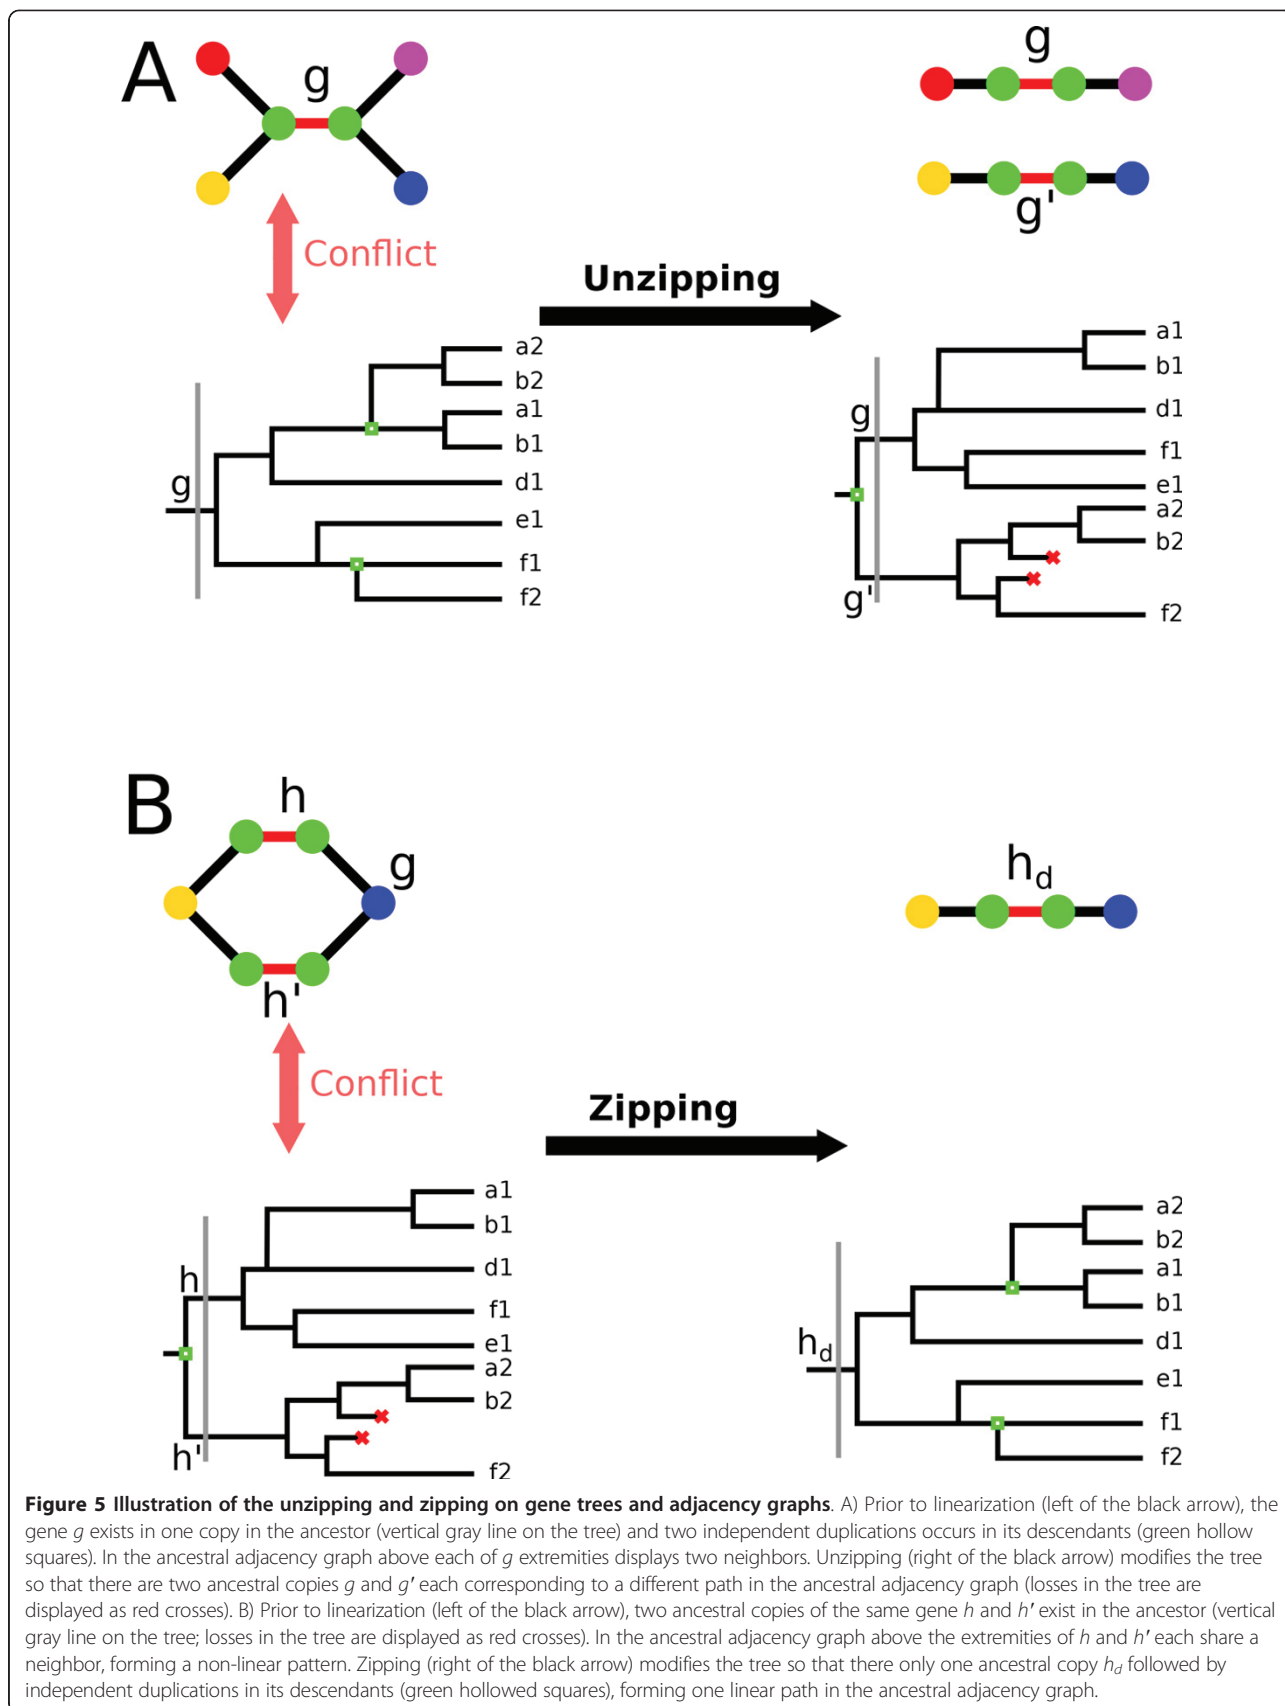 A
g
Conflict
g
a2
b2
a1
b1
d1
e1
f1
f2
Unzipping
g
g'
g
g'
a1
b1
d1
f1
e1
a2
b2
f2
B
h
g
h'
Conflict
h
h'
a1
b1
d1
f1
e1
a2
b2
f2
Zipping
hd
hd
a2
b2
a1
b1
d1
e1
f1
f2
Figure 5 Illustration of the unzipping and zipping on gene trees and adjacency graphs. A) Prior to linearization (left of the black arrow), the
gene g exists in one copy in the ancestor (vertical gray line on the tree) and two independent duplications occurs in its descendants (green hollow
squares). In the ancestral adjacency graph above each of g extremities displays two neighbors. Unzipping (right of the black arrow) modifies the tree
so that there are two ancestral copies g and g' each corresponding to a different path in the ancestral adjacency graph (losses in the tree are
displayed as red crosses). B) Prior to linearization (left of the black arrow), two ancestral copies of the same gene h and h' exist in the ancestor (vertical
gray line on the tree; losses in the tree are displayed as red crosses). In the ancestral adjacency graph above the extremities of h and h' each share a
neighbor, forming a non-linear pattern. Zipping (right of the black arrow) modifies the tree so that there only one ancestral copy hd followed by
independent duplications in its descendants (green hollowed squares), forming one linear path in the ancestral adjacency graph.